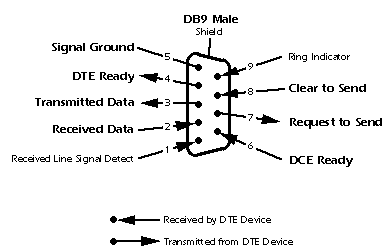 DB9 Male
Shield
Signal Ground 5
9 Ring Indicator
DTE Ready 4
8 Clear to Send
Transmitted Data 3
7 Request to Send
Received Data 2
6 DCE Ready
Received Line Signal Detect 1
Received by DTE Device
Transmitted from DTE Device